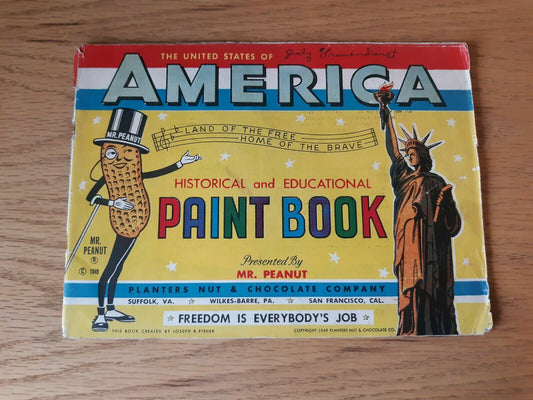 THE UNITED STATES OF Judy
AMERICA
MR. PEANUT
LAND OF THE FREE
HOME OF THE BRAVE
HISTORICAL and EDUCATIONAL
PAINT BOOK
Presented By
MR. PEANUT
MR.
PEANUT
®
© 1949
PLANTERS NUT & CHOCOLATE COMPANY
SUFFOLK, VA. ☆ WILKES-BARRE, PA. ☆ SAN FRANCISCO, CAL.
☆ FREEDOM IS EVERYBODY'S JOB ☆
THIS BOOK CREATED BY JOSEPH R. FISHER
COPYRIGHT 1949 PLANTERS NUT & CHOCOLATE CO.